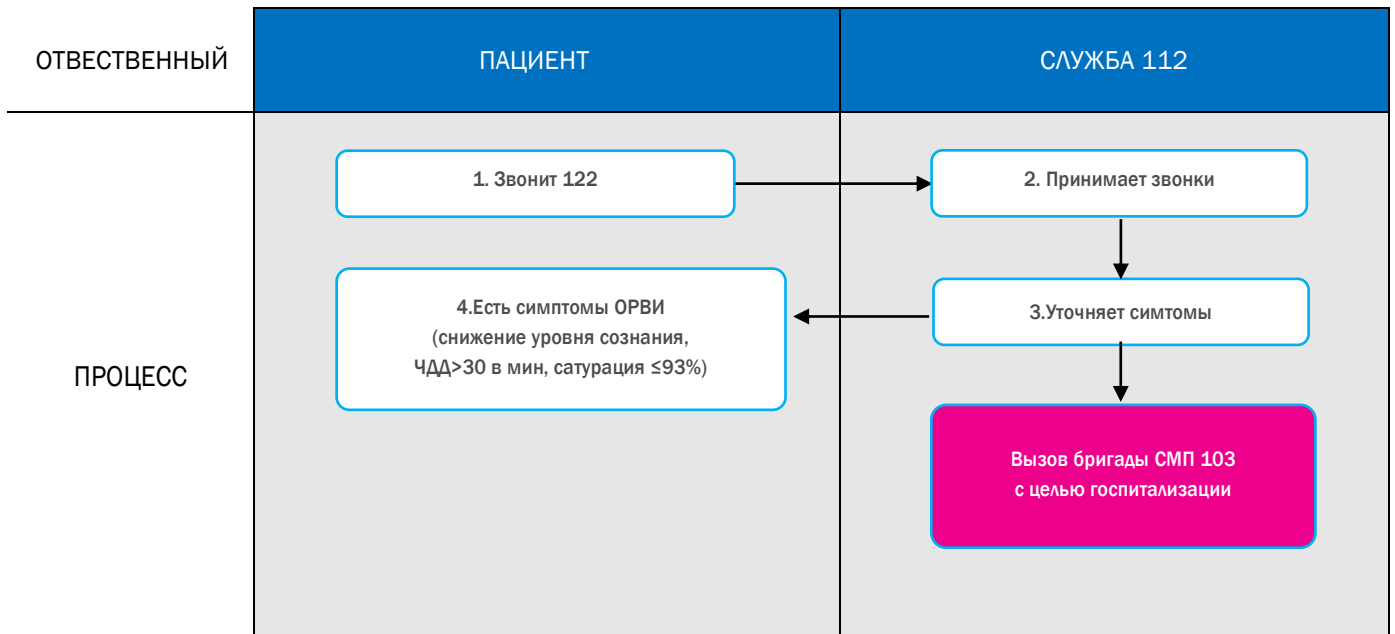 ОТВЕСТВЕННЫЙ
ПАЦИЕНТ
СЛУЖБА 112
1. Звонит 122
2. Принимает звонки
4.Есть симптомы ОРВИ
(снижение уровня сознания,
ЧДД>30 в мин, сатурация ≤93%)
3.Уточняет симтомы
ПРОЦЕСС
Вызов бригады СМП 103
с целью госпитализации